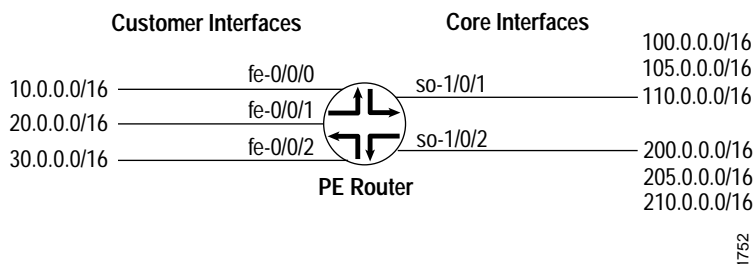 Customer Interfaces
Core Interfaces
100.0.0.0/16
105.0.0.0/16
110.0.0.0/16
10.0.0.0/16
fe-0/0/0
so-1/0/1
20.0.0.0/16
fe-0/0/1
30.0.0.0/16
fe-0/0/2
so-1/0/2
200.0.0.0/16
205.0.0.0/16
210.0.0.0/16
PE Router
1752